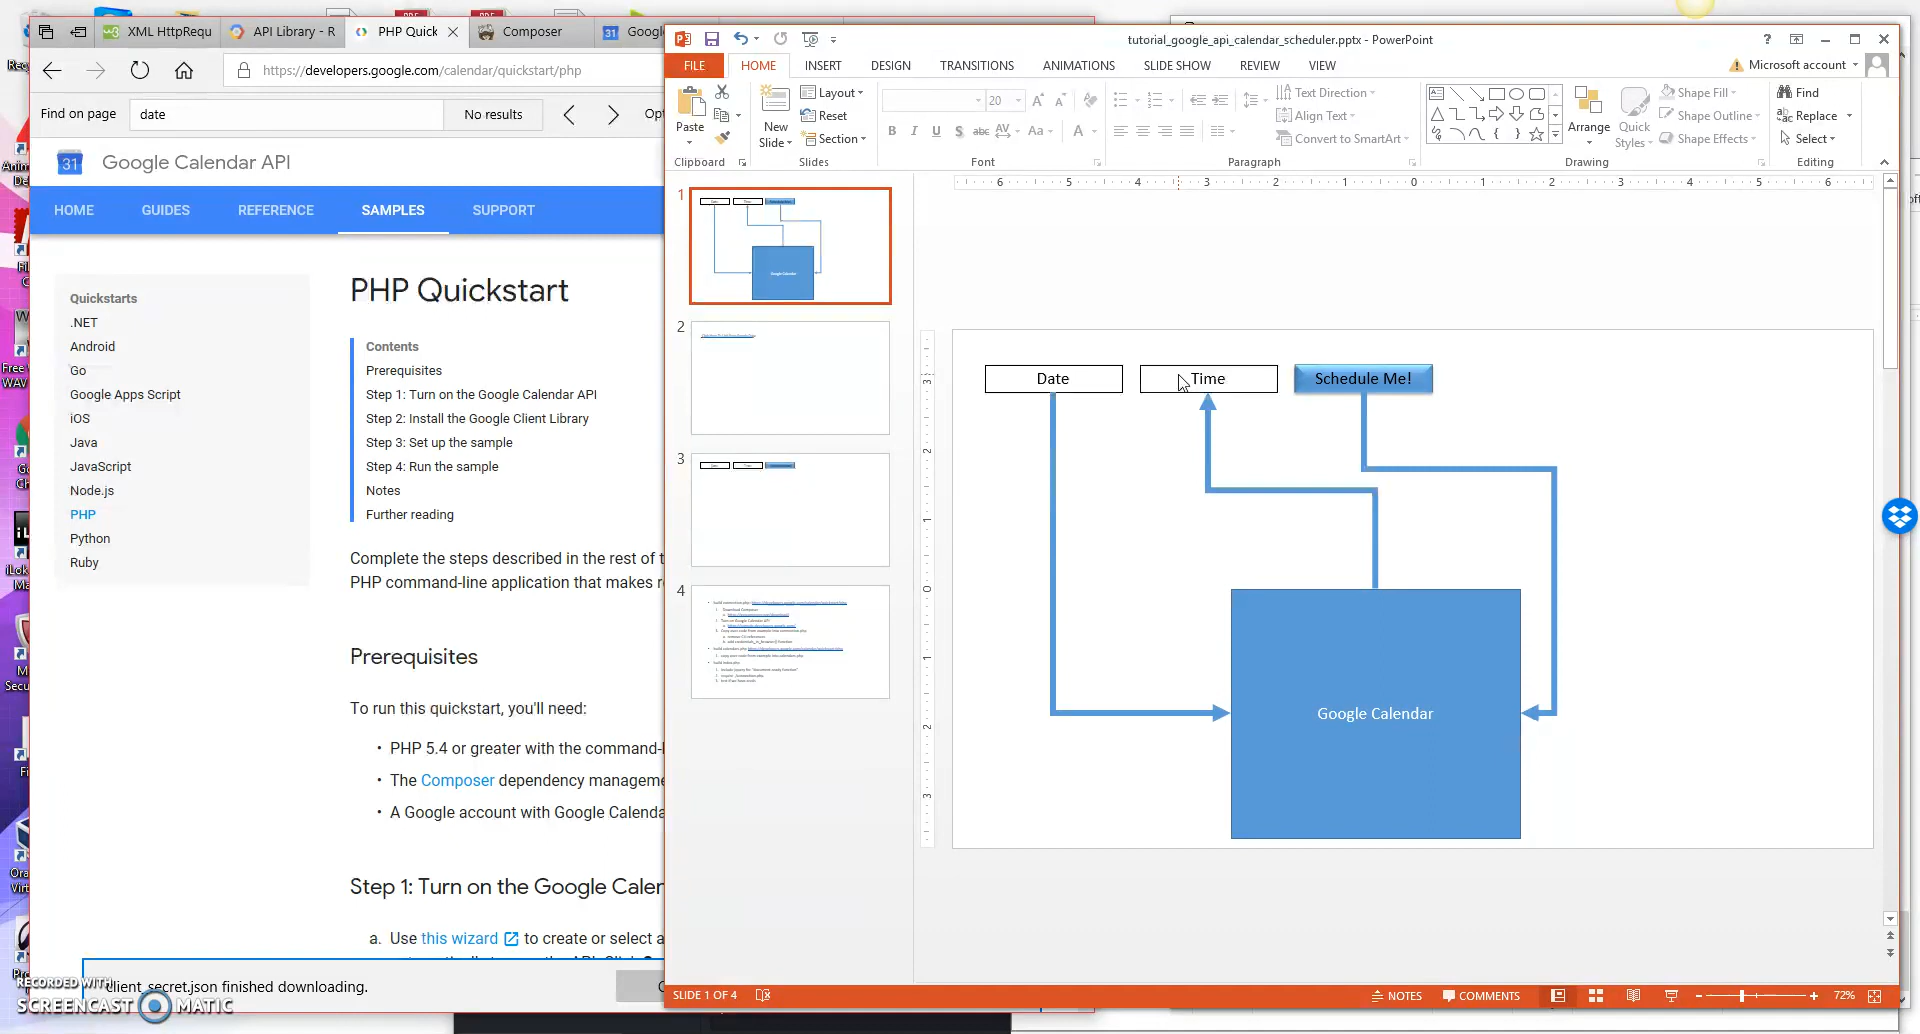 XML HttpRequ
API Library - R
PHP Quick
Composer
Google
https://developers.google.com/calendar/quickstart/php
Find on page
date
No results
31
Google Calendar API
HOME
GUIDES
REFERENCE
SAMPLES
SUPPORT
Quickstarts
.NET
Android
Go
Google Apps Script
iOS
Java
JavaScript
Node.js
PHP
Python
Ruby
PHP Quickstart
Contents
Prerequisites
Step 1: Turn on the Google Calendar API
Step 2: Install the Google Client Library
Step 3: Set up the sample
Step 4: Run the sample
Notes
Further reading
Complete the steps described in the rest of t
PHP command-line application that makes r
Prerequisites
To run this quickstart, you'll need:
• PHP 5.4 or greater with the command-l
• The Composer dependency manageme
• A Google account with Google Calenda
Step 1: Turn on the Google Calen
a. Use this wizard to create or select a
client_secret.json finished downloading.
RECORDED WITH
SCREENCAST MATIC
tutorial_google_api_calendar_scheduler.pptx - PowerPoint
FILE
HOME
INSERT
DESIGN
TRANSITIONS
ANIMATIONS
SLIDE SHOW
REVIEW
VIEW
Microsoft account
Paste
Clipboard
New
Slide
Layout
Reset
Section
Slides
20
Font
Text Direction
Align Text
Convert to SmartArt
Paragraph
Arrange
Quick
Styles
Shape Fill
Shape Outline
Shape Effects
Drawing
Find
Replace
Select
Editing
1
2
3
4
Google Calendar
Date
Time
Schedule Me!
Google Calendar
SLIDE 1 OF 4
NOTES
COMMENTS
72%